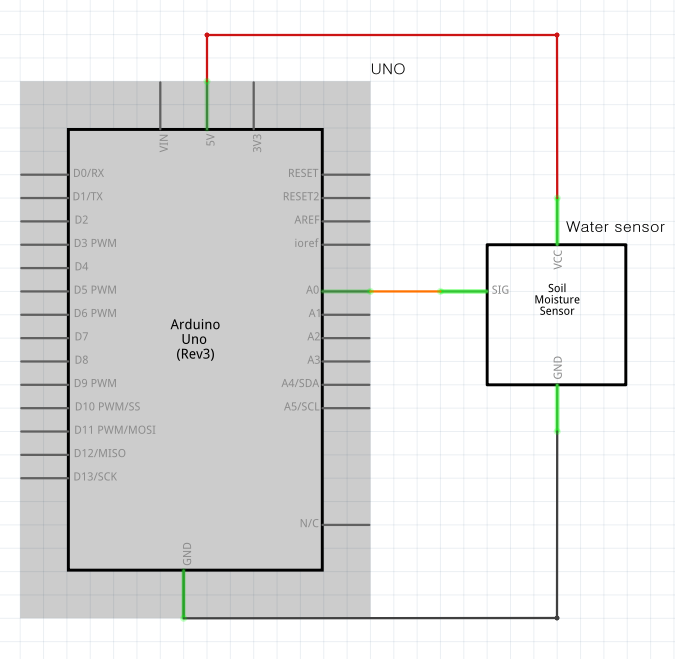 UNO
VIN
5V
3V3
D0/RX
D1/TX
D2
D3 PWM
D4
D5 PWM
D6 PWM
D7
D8
D9 PWM
D10 PWM/SS
D11 PWM/MOSI
D12/MISO
D13/SCK
Arduino
Uno
(Rev3)
RESET
RESET2
AREF
ioref
A0
A1
A2
A3
A4/SDA
A5/SCL
N/C
GND
Water sensor
VCC
SIG
Soil
Moisture
Sensor
GND